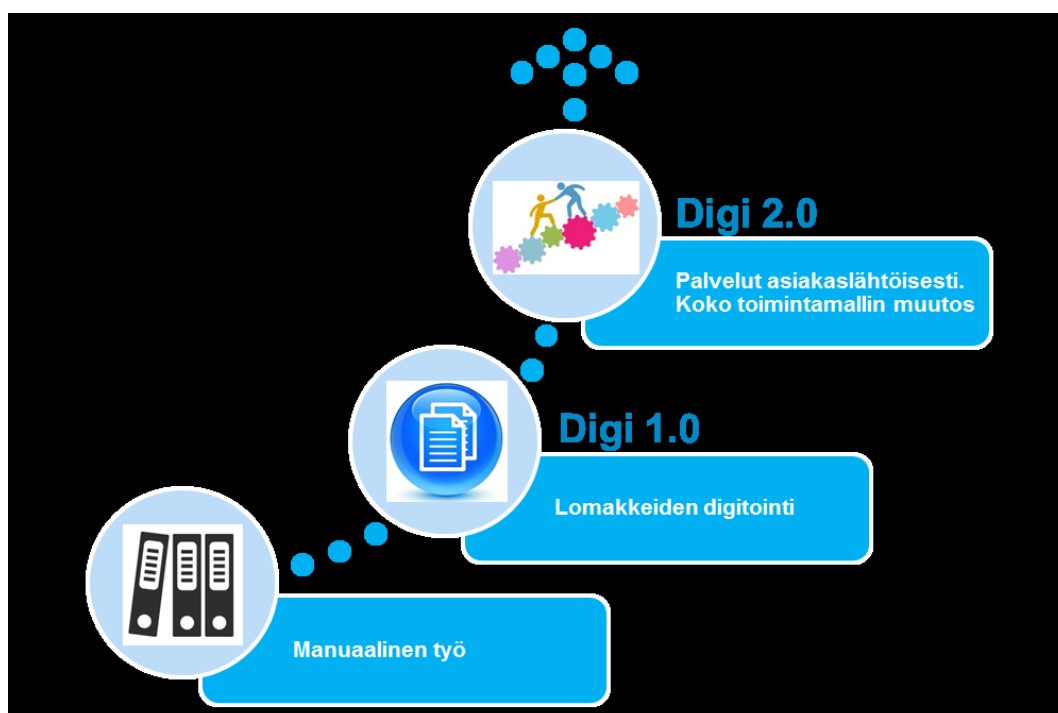 Digi 2.0
Palvelut asiakaslähtöisesti.
Koko toimintamallin muutos
Digi 1.0
Lomakkeiden digitointi
Manuaalinen työ